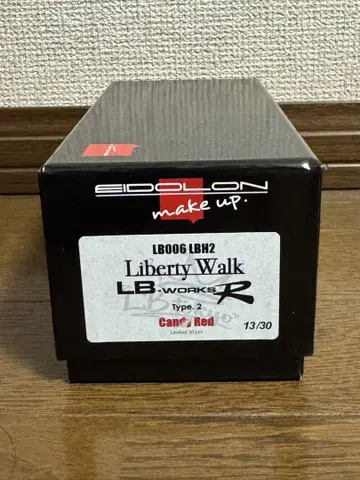 EIDOLON
make up.
LB006 LBH2
Liberty Walk
LB-WORKS R
Type. 2
Candy Red
13/30